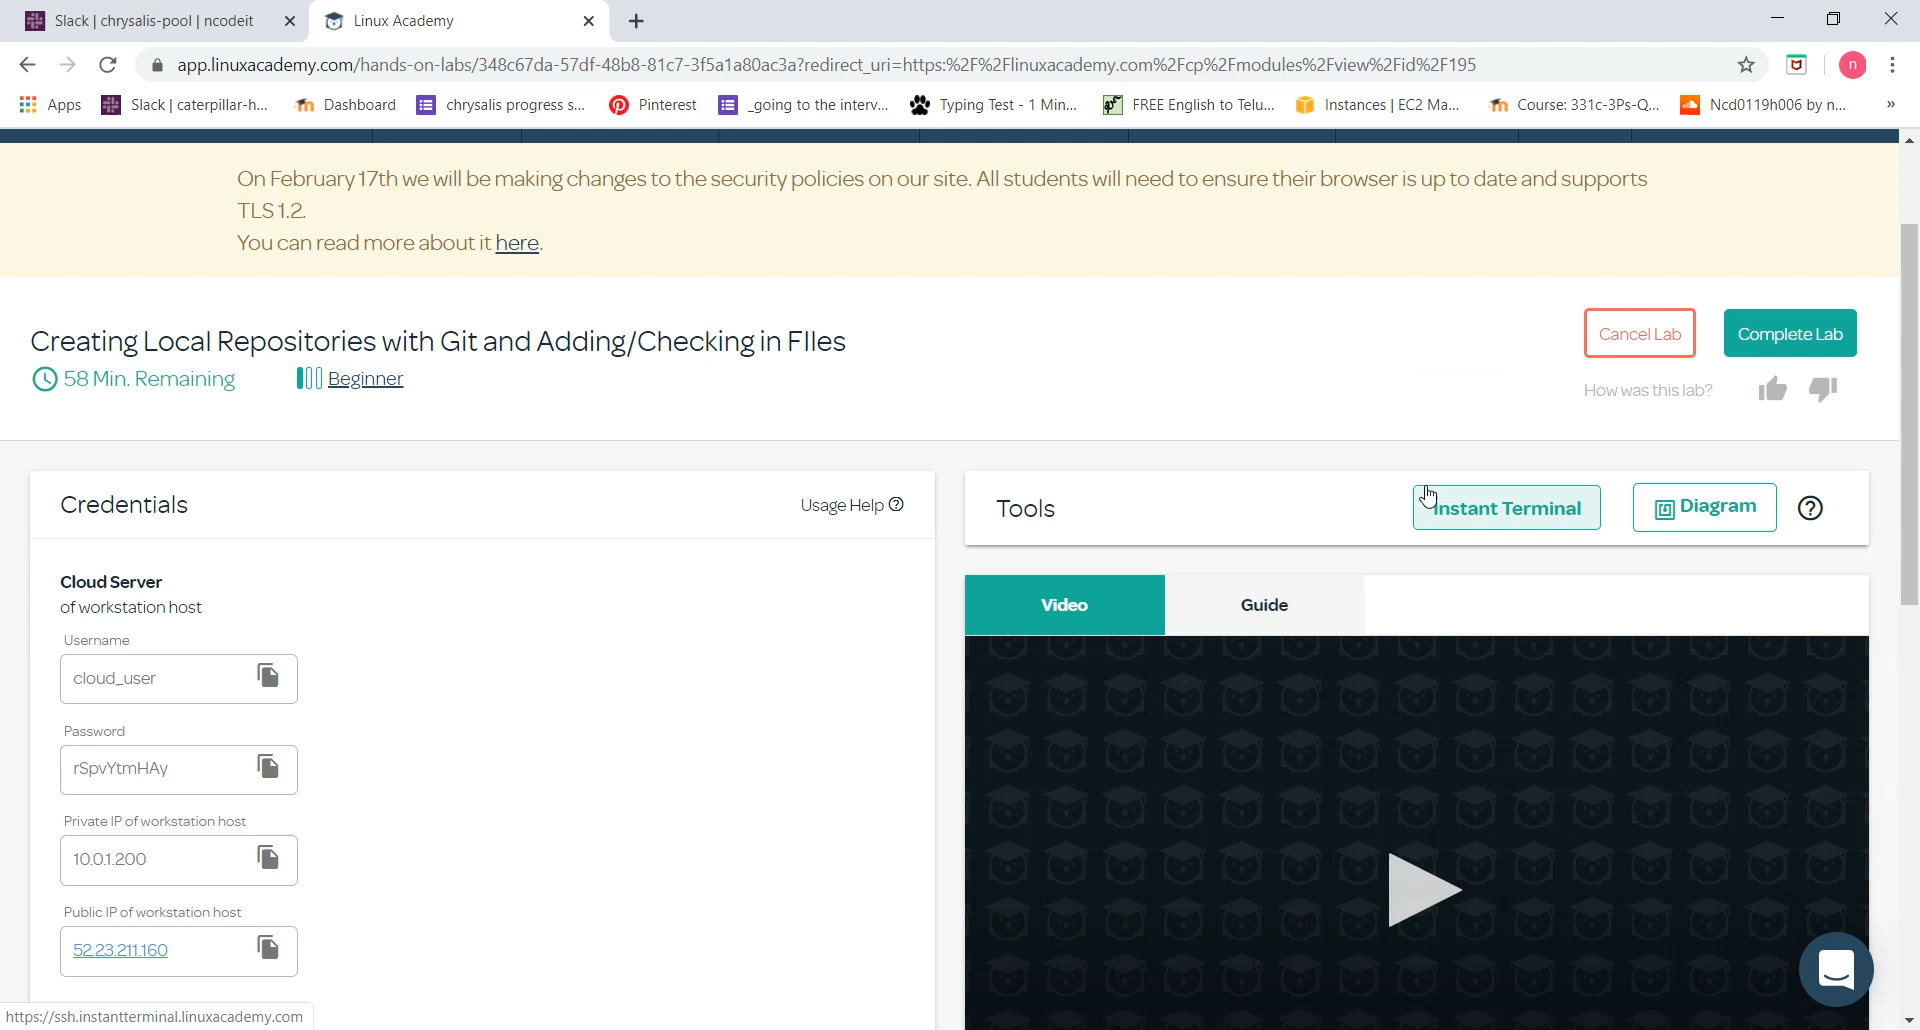 Slack | chrysalis-pool | ncodeit
Linux Academy
app.linuxacademy.com/hands-on-labs/348c67da-57df-48b8-81c7-3f5a1a80ac3a?redirect_uri=https:%2F%2Flinuxacademy.com%2Fcp%2Fmodules%2Fview%2Fid%2F195
n
Apps
Slack | caterpillar-h...
Dashboard
chrysalis progress s...
Pinterest
_going to the interv...
Typing Test - 1 Min...
FREE English to Telu...
Instances | EC2 Ma...
Course: 331c-3Ps-Q...
Ncd0119h006 by n...
»
On February 17th we will be making changes to the security policies on our site. All students will need to ensure their browser is up to date and supports
TLS 1.2.
You can read more about it here.
Creating Local Repositories with Git and Adding/Checking in FIles
58 Min. Remaining
Beginner
Cancel Lab
Complete Lab
How was this lab?
Credentials
Usage Help
Tools
Instant Terminal
Diagram
Cloud Server
of workstation host
Username
cloud_user
Password
rSpvYtmHAy
Private IP of workstation host
10.0.1.200
Public IP of workstation host
52.23.211.160
Video
Guide
https://ssh.instantterminal.linuxacademy.com